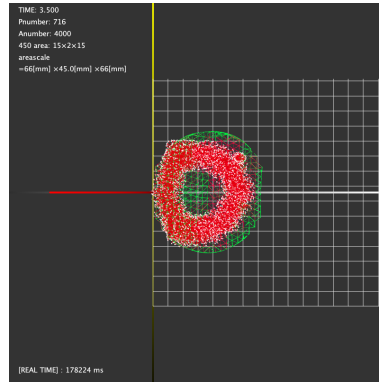 TIME: 3.500
Pnumber: 716
Anumber: 4000
450 area: 15×2×15
areascale
=66[mm] ×45.0[mm] ×66[mm]
[REAL TIME] : 178224 ms